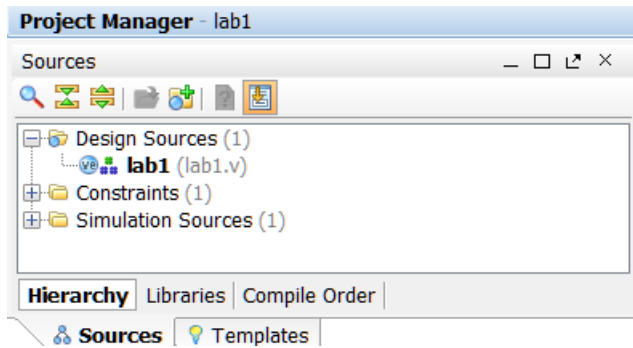 Project Manager - lab1
Sources
Design Sources (1)
lab1 (lab1.v)
Constraints (1)
Simulation Sources (1)
Hierarchy Libraries Compile Order
Sources Templates